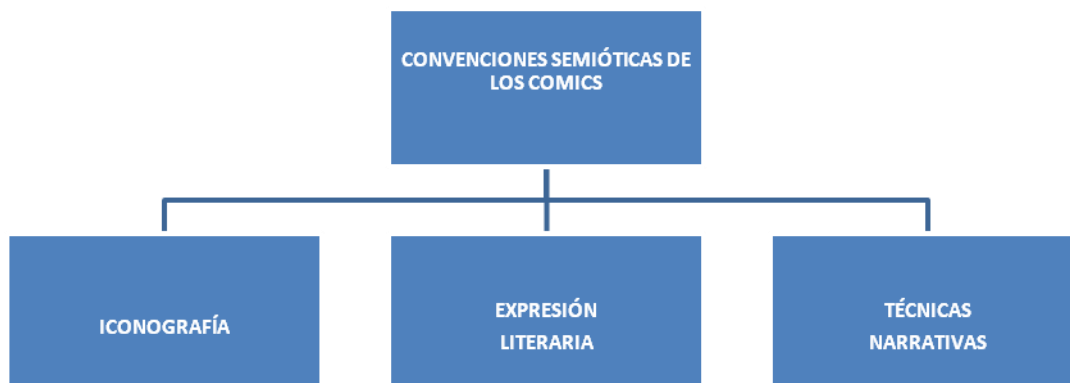 CONVENCIONES SEMIÓTICAS DE
LOS COMICS
ICONOGRAFÍA
EXPRESIÓN
LITERARIA
TÉCNICAS
NARRATIVAS